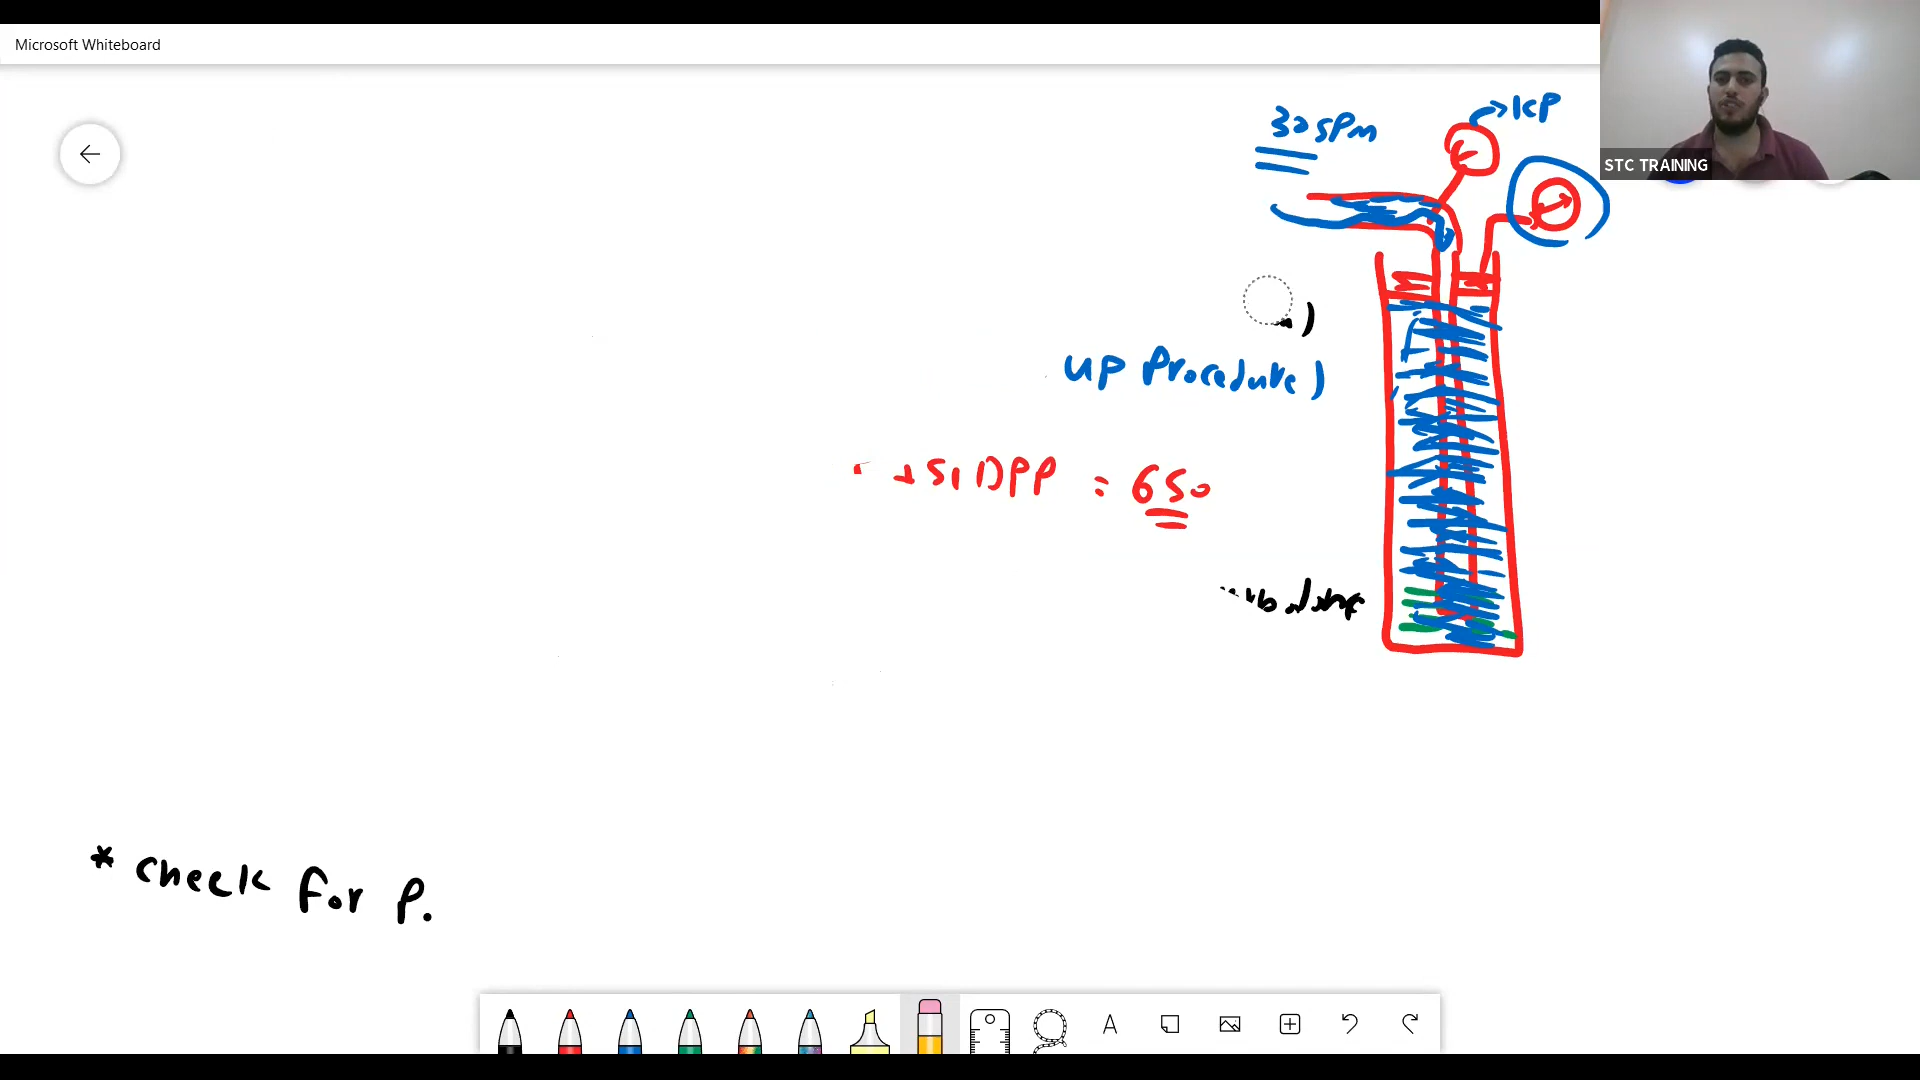 Microsoft Whiteboard
30 SPM
KP
STC TRAINING
)
up Procedure)
+ SIDPP = 650
* check for P.
A